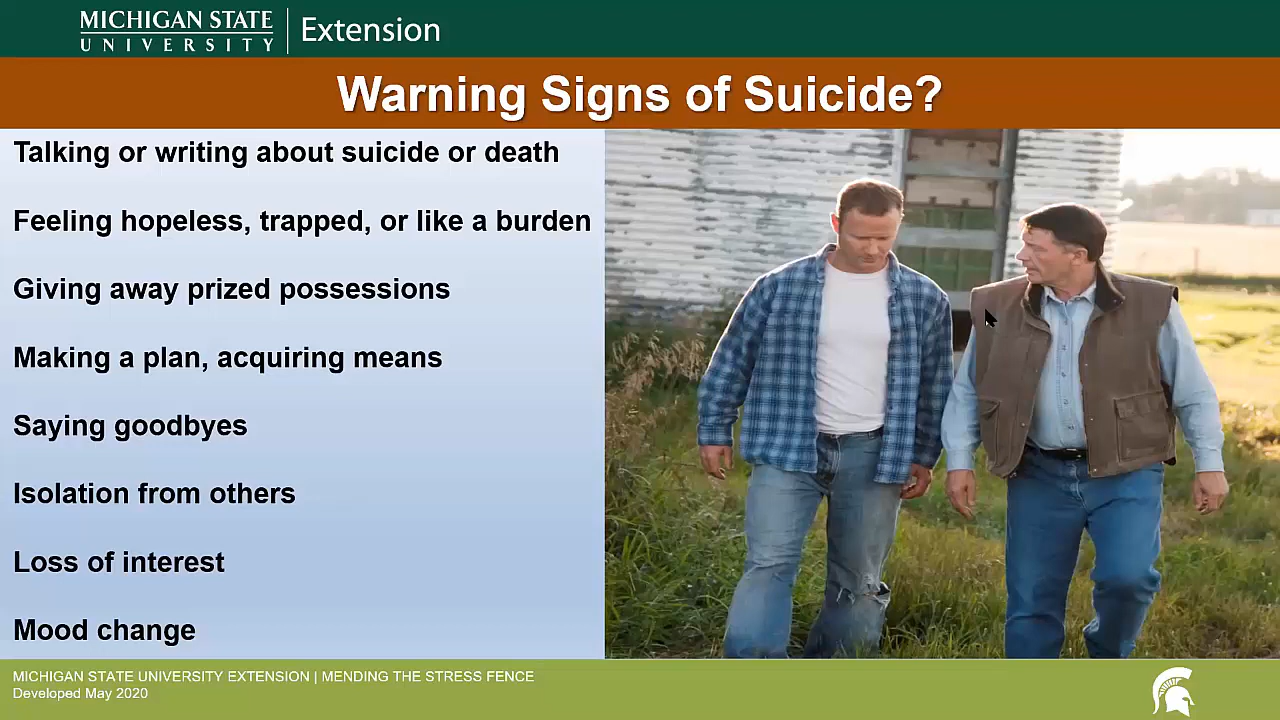 MICHIGAN STATE
UNIVERSITY
Extension
Warning Signs of Suicide?
Talking or writing about suicide or death
Feeling hopeless, trapped, or like a burden
Giving away prized possessions
Making a plan, acquiring means
Saying goodbyes
Isolation from others
Loss of interest
Mood change
MICHIGAN STATE UNIVERSITY EXTENSION | MENDING THE STRESS FENCE
Developed May 2020